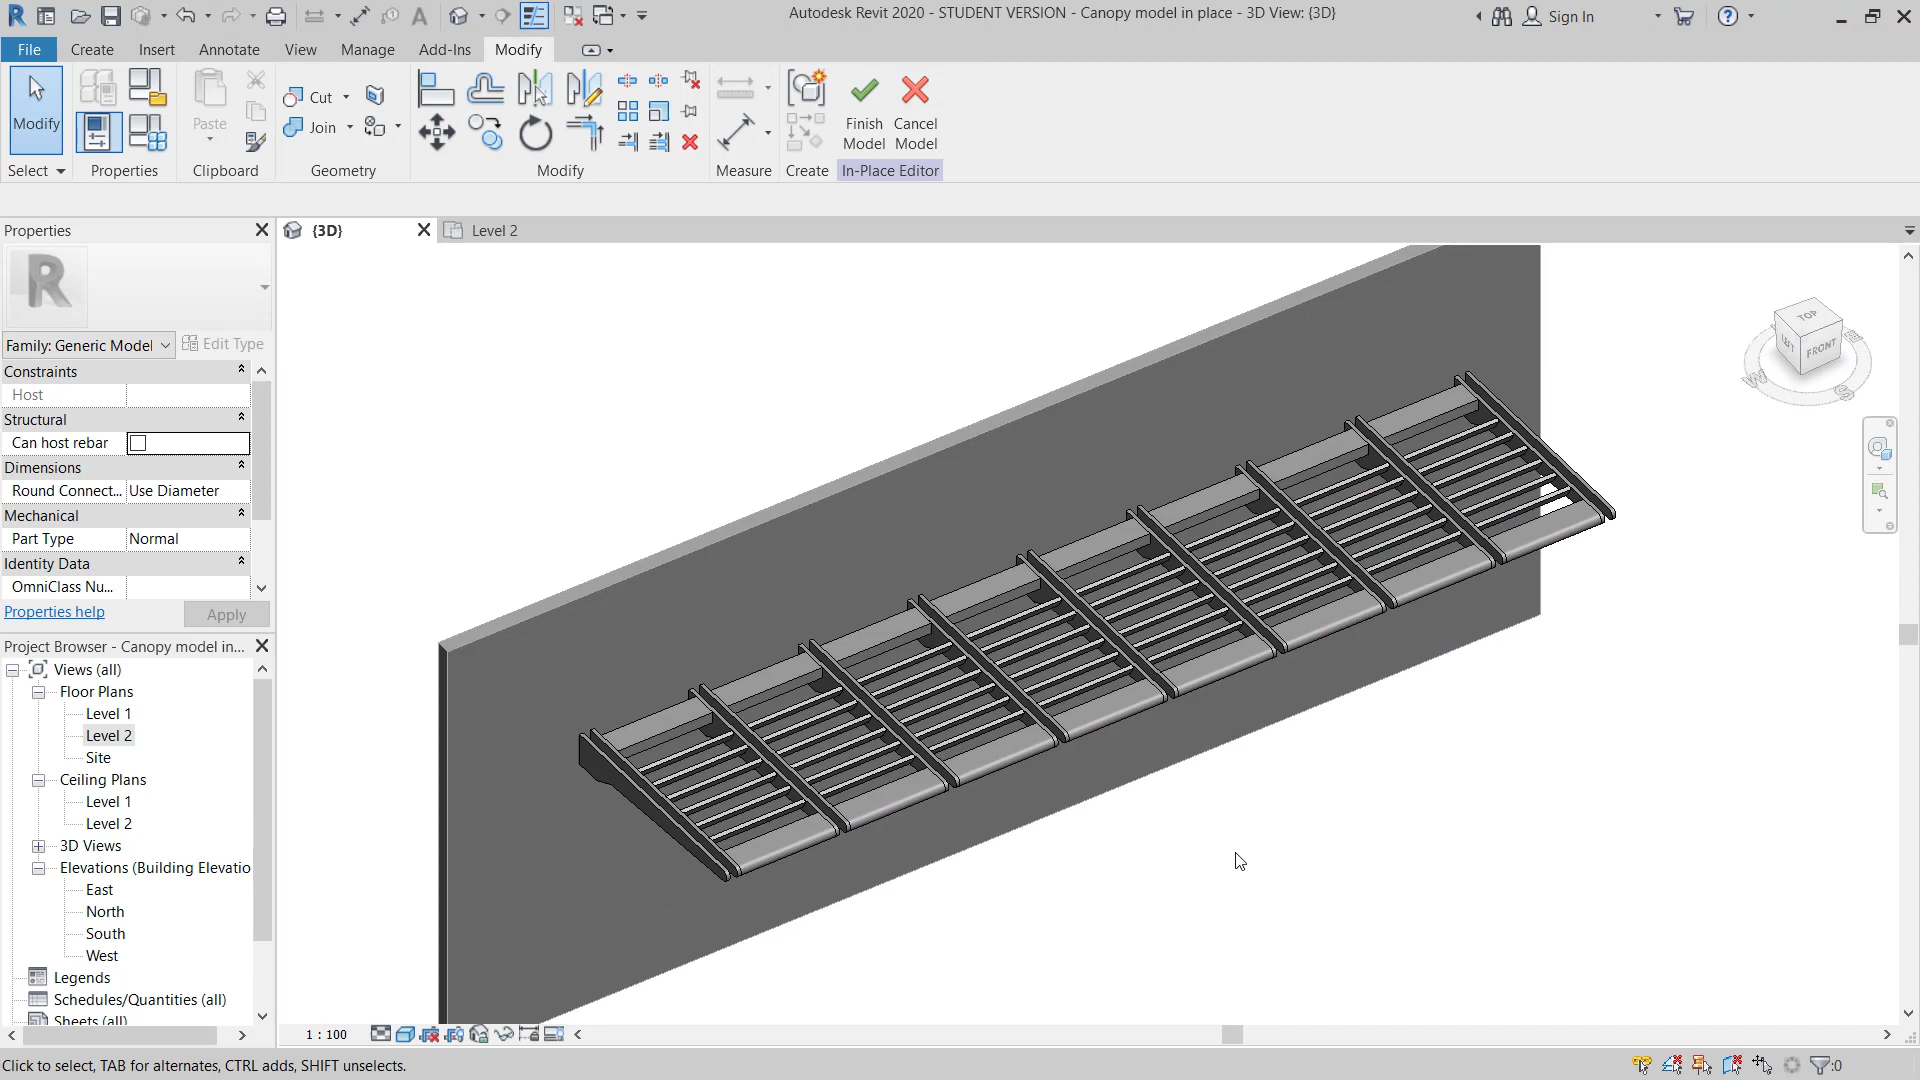 Autodesk Revit 2020 - STUDENT VERSION - Canopy model in place - 3D View: {3D}
Sign In
File Create Insert Annotate View Manage Add-Ins Modify
Modify
Paste
Cut
Join
Finish Model
Cancel Model
Select Properties Clipboard Geometry Modify Measure Create In-Place Editor
Properties
{3D}
Level 2
R
Family: Generic Model
Edit Type
Constraints
Host
Structural
Can host rebar
Dimensions
Round Connect... Use Diameter
Mechanical
Part Type Normal
Identity Data
OmniClass Nu...
Properties help
Apply
Project Browser - Canopy model in...
Views (all)
Floor Plans
Level 1
Level 2
Site
Ceiling Plans
Level 1
Level 2
3D Views
Elevations (Building Elevatio
East
North
South
West
Legends
Schedules/Quantities (all)
Sheets (all)
TOP
FRONT
W
S
1 : 100
Click to select, TAB for alternates, CTRL adds, SHIFT unselects.
:0